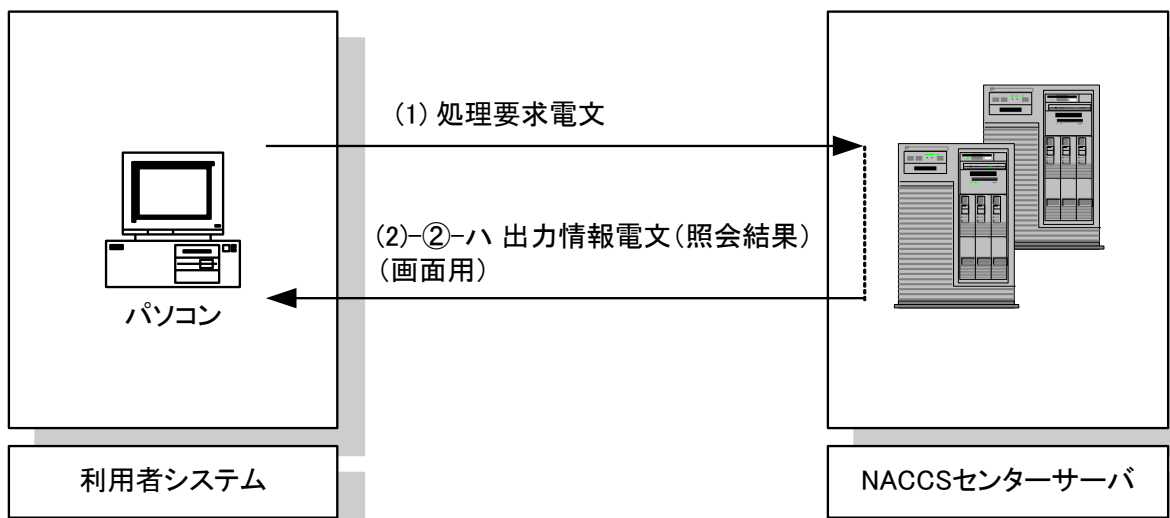 (1) 処理要求電文
(2)-②-ハ 出力情報電文(照会結果)
(画面用)
パソコン
利用者システム
NACCSセンターサーバ